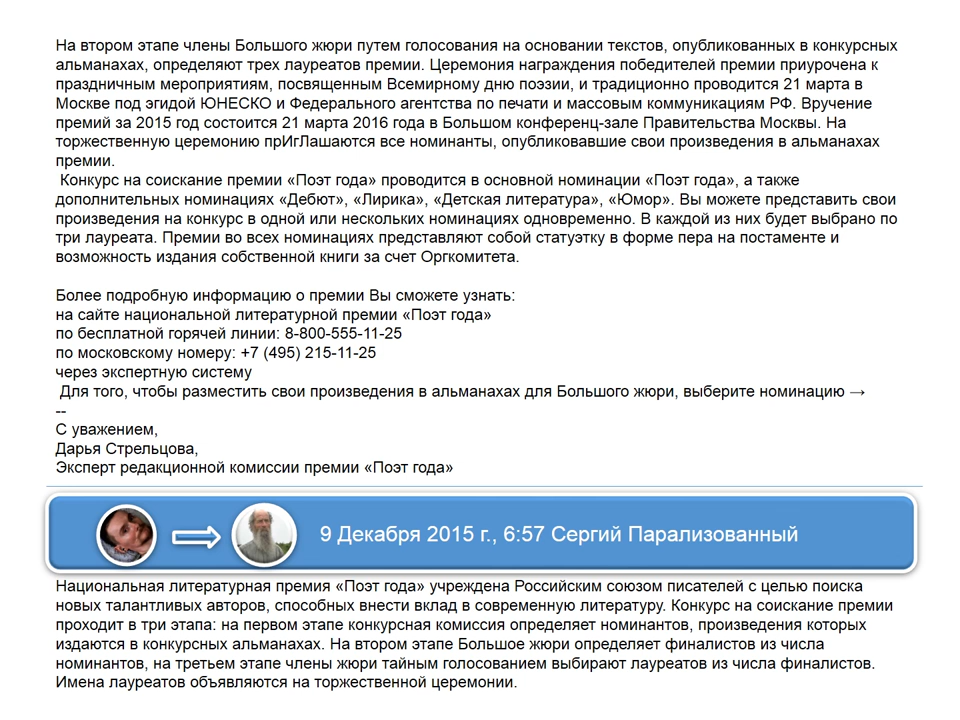 На втором этапе члены Большого жюри путем голосования на основании текстов, опубликованных в конкурсных
альманахах, определяют трех лауреатов премии. Церемония награждения победителей премии приурочена к
праздничным мероприятиям, посвященным Всемирному дню поэзии, и традиционно проводится 21 марта в
Москве под эгидой ЮНЕСКО и Федерального агентства по печати и массовым коммуникациям РФ. Вручение
премий за 2015 год состоится 21 марта 2016 года в Большом конференц-зале Правительства Москвы. На
торжественную церемонию прИгЛашаются все номинанты, опубликовавшие свои произведения в альманахах
премии.
Конкурс на соискание премии «Поэт года» проводится в основной номинации «Поэт года», а также
дополнительных номинациях «Дебют», «Лирика», «Детская литература», «Юмор». Вы можете представить свои
произведения на конкурс в одной или нескольких номинациях одновременно. В каждой из них будет выбрано по
три лауреата. Премии во всех номинациях представляют собой статуэтку в форме пера на постаменте и
возможность издания собственной книги за счет Оргкомитета.
Более подробную информацию о премии Вы сможете узнать:
на сайте национальной литературной премии «Поэт года»
по бесплатной горячей линии: 8-800-555-11-25
по московскому номеру: +7 (495) 215-11-25
через экспертную систему
Для того, чтобы разместить свои произведения в альманахах для Большого жюри, выберите номинацию →
--
С уважением,
Дарья Стрельцова,
Эксперт редакционной комиссии премии «Поэт года»
9 Декабря 2015 г., 6:57 Сергий Парализованный
Национальная литературная премия «Поэт года» учреждена Российским союзом писателей с целью поиска
новых талантливых авторов, способных внести вклад в современную литературу. Конкурс на соискание премии
проходит в три этапа: на первом этапе конкурсная комиссия определяет номинантов, произведения которых
издаются в конкурсных альманахах. На втором этапе Большое жюри определяет финалистов из числа
номинантов, на третьем этапе члены жюри тайным голосованием выбирают лауреатов из числа финалистов.
Имена лауреатов объявляются на торжественной церемонии.